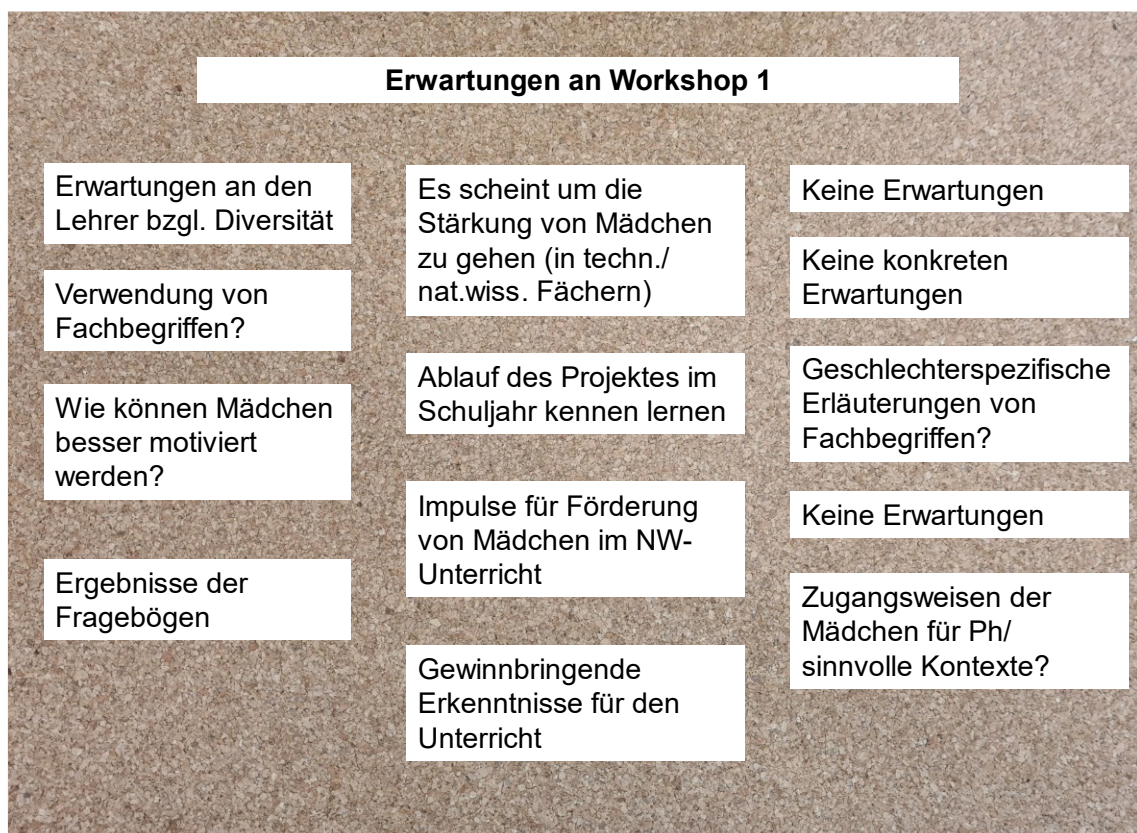 Erwartungen an Workshop 1
Erwartungen an den
Lehrer bzgl. Diversität
Verwendung von
Fachbegriffen?
Wie können Mädchen
besser motiviert
werden?
Ergebnisse der
Fragebögen
Es scheint um die
Stärkung von Mädchen
zu gehen (in techn./
nat.wiss. Fächern)
Ablauf des Projektes im
Schuljahr kennen lernen
Impulse für Förderung
von Mädchen im NW-
Unterricht
Gewinnbringende
Erkenntnisse für den
Unterricht
Keine Erwartungen
Keine konkreten
Erwartungen
Geschlechterspezifische
Erläuterungen von
Fachbegriffen?
Keine Erwartungen
Zugangsweisen der
Mädchen für Ph/
sinnvolle Kontexte?